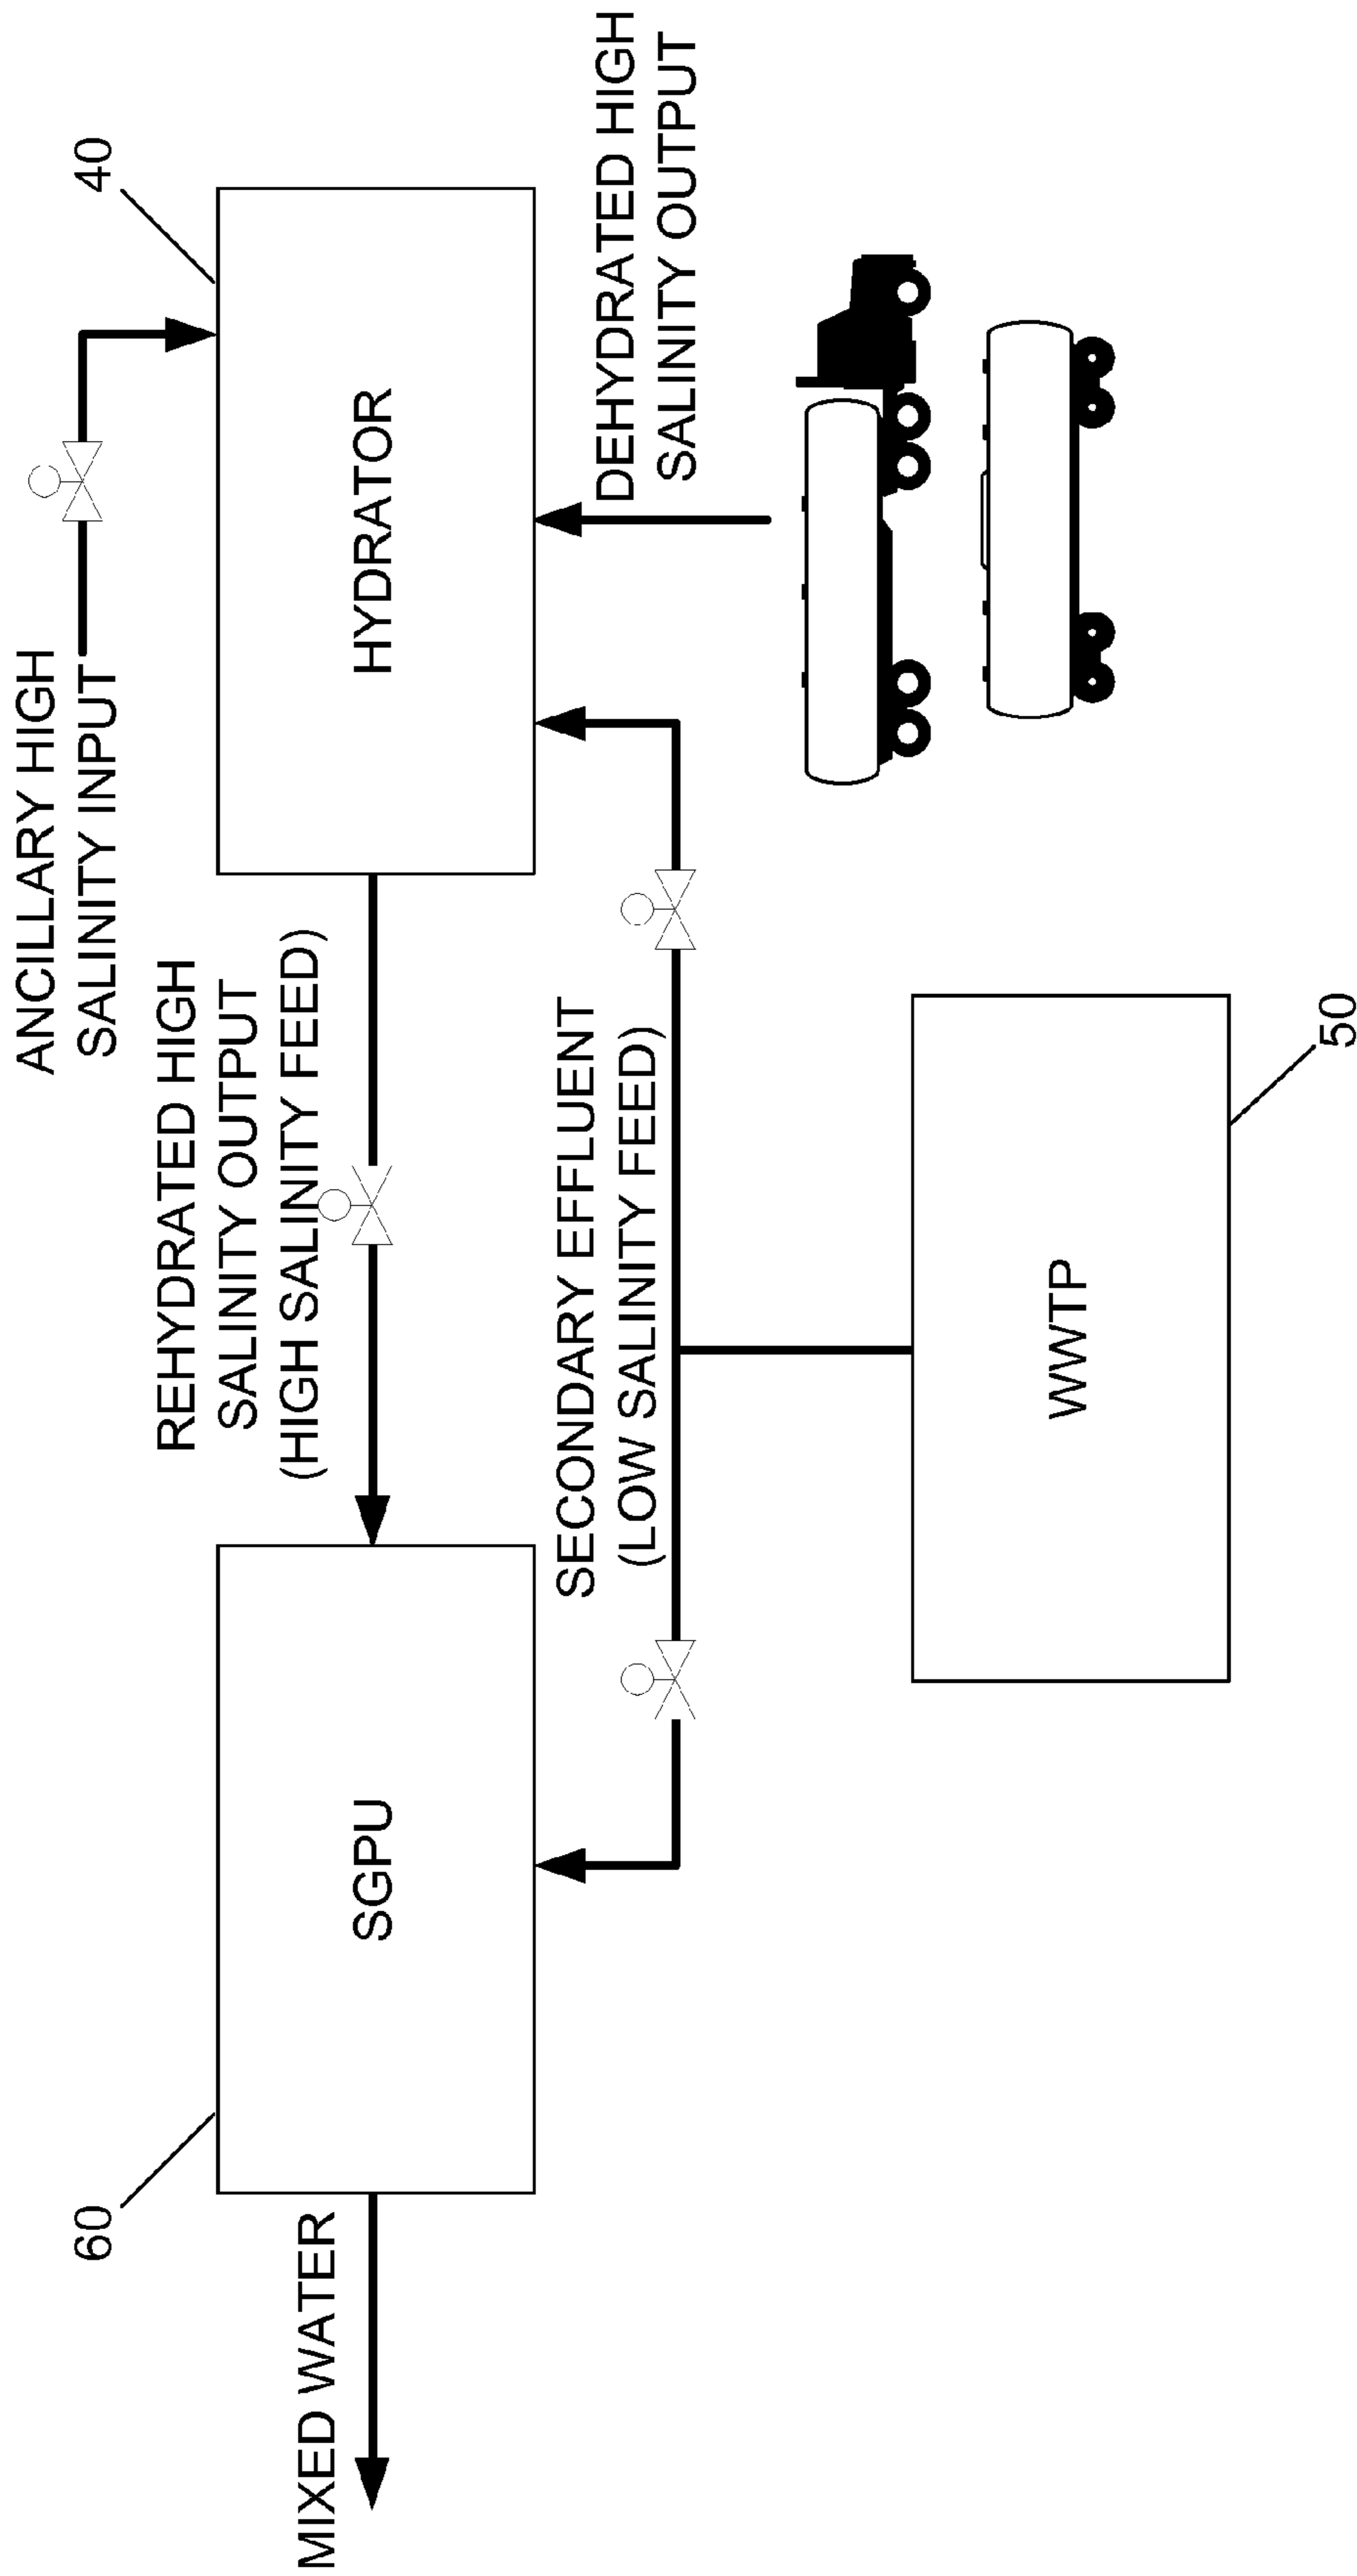 ANCILLARY HIGH
SALINITY INPUT
40
60
MIXED WATER
SGPU
REHYDRATED HIGH
SALINITY OUTPUT
(HIGH SALINITY FEED)
HYDRATOR
SECONDARY EFFLUENT
(LOW SALINITY FEED)
DEHYDRATED HIGH
SALINITY OUTPUT
WWTP
50